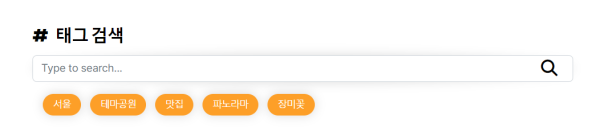 # 태그 검색
Type to search...
서울 테마공원 맛집 파노라마 장미꽃